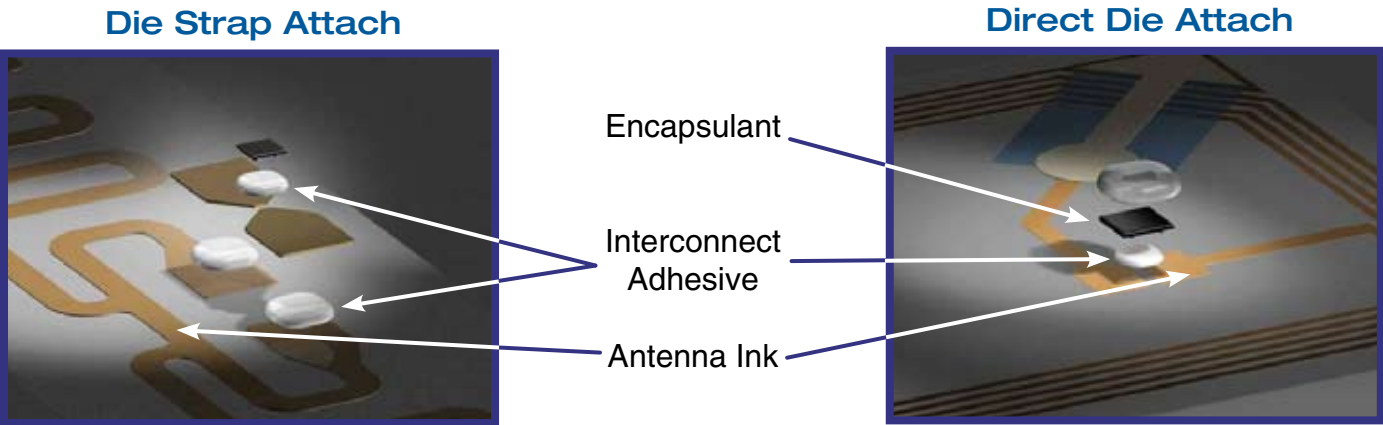 Die Strap Attach
Direct Die Attach
Encapsulant
Interconnect
Adhesive
Antenna Ink